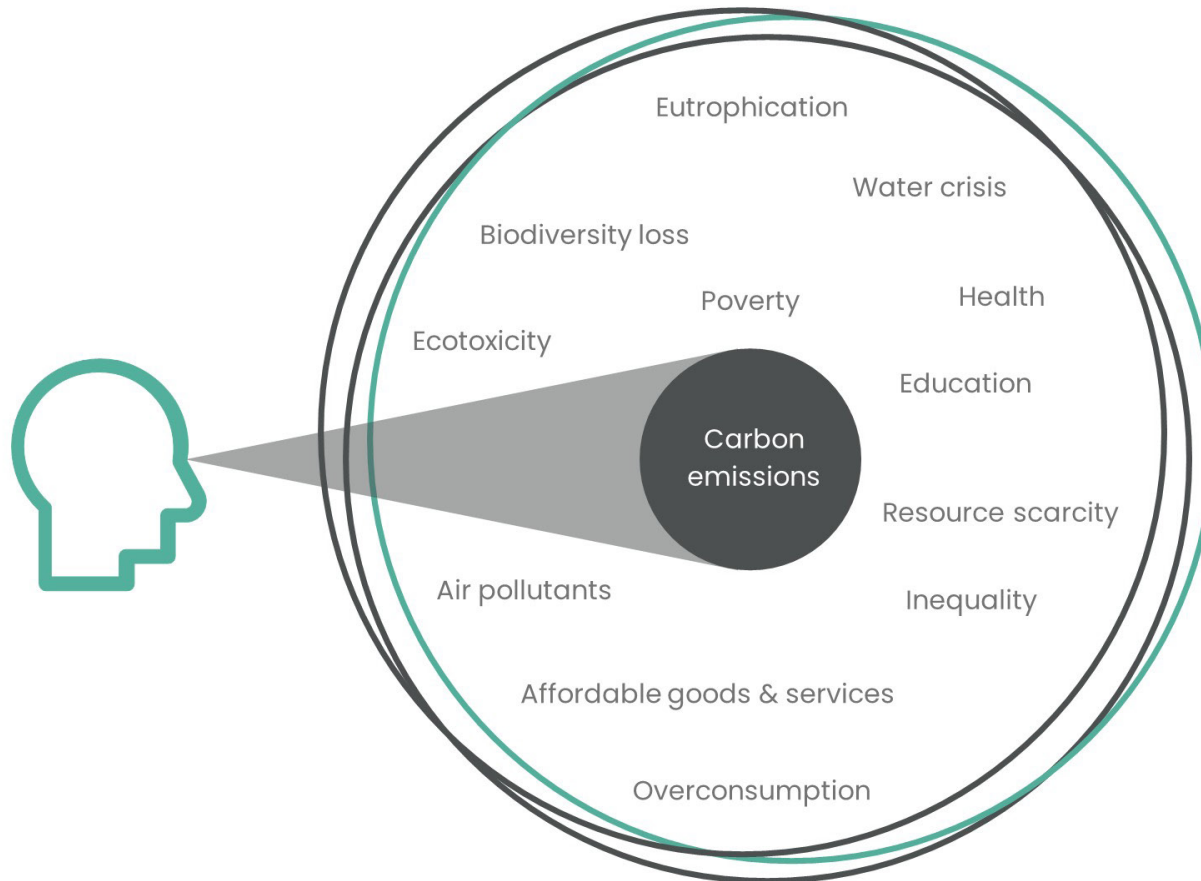 Eutrophication
Water crisis
Biodiversity loss
Poverty
Health
Ecotoxicity
Education
Carbon
emissions
Resource scarcity
Air pollutants
Inequality
Affordable goods & services
Overconsumption